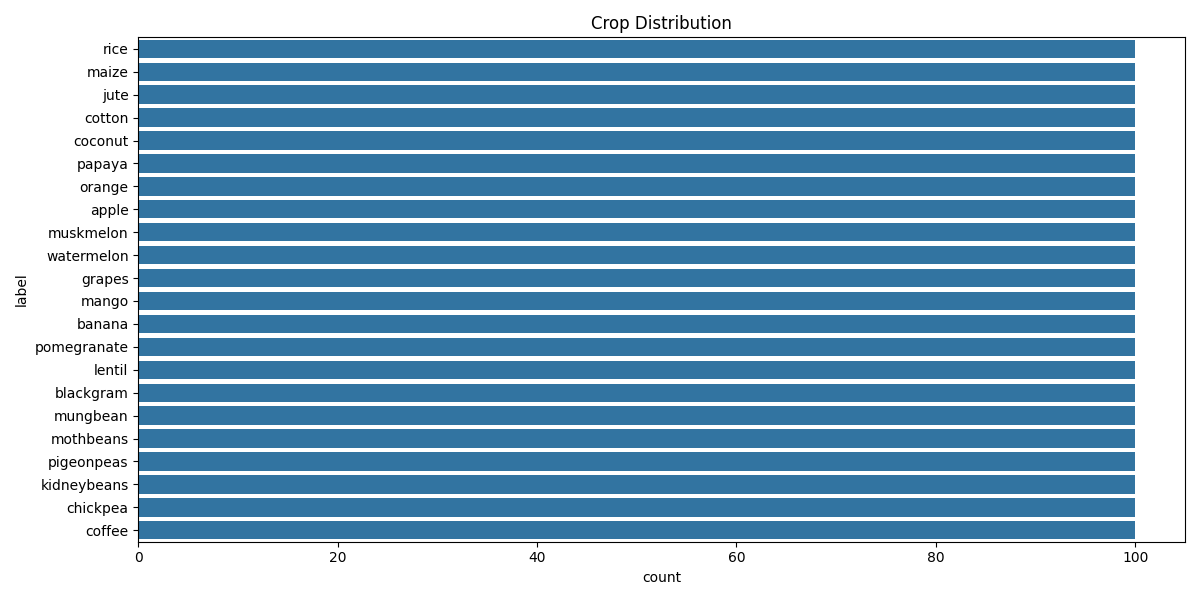 Crop Distribution
rice
maize
jute
cotton
coconut
papaya
orange
apple
muskmelon
watermelon
grapes
mango
banana
pomegranate
lentil
blackgram
mungbean
mothbeans
pigeonpeas
kidneybeans
chickpea
coffee
label
0 20 40 60 80 100
count